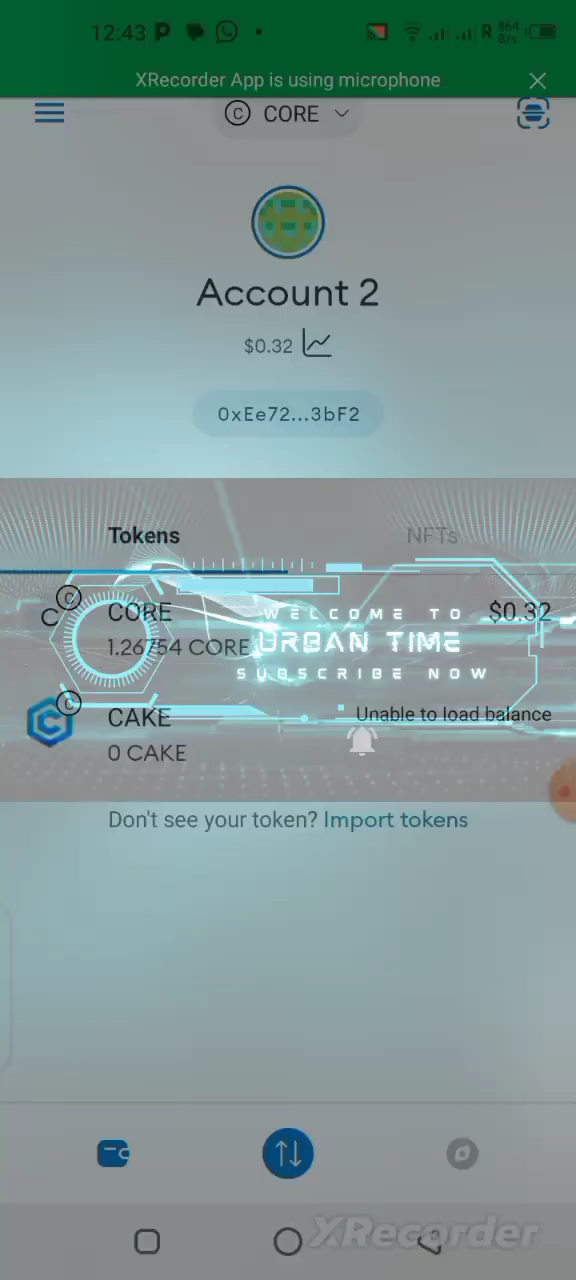 12:43 P R 864 B/s
XRecorder App is using microphone
C CORE
Account 2
$0.32
0xEe72...3bF2
Tokens NFTs
C CORE $0.32
1.26754 CORE
WELCOME TO
URBAN TIME
SUBSCRIBE NOW
C CAKE Unable to load balance
0 CAKE
Don't see your token? Import tokens
XRecorder